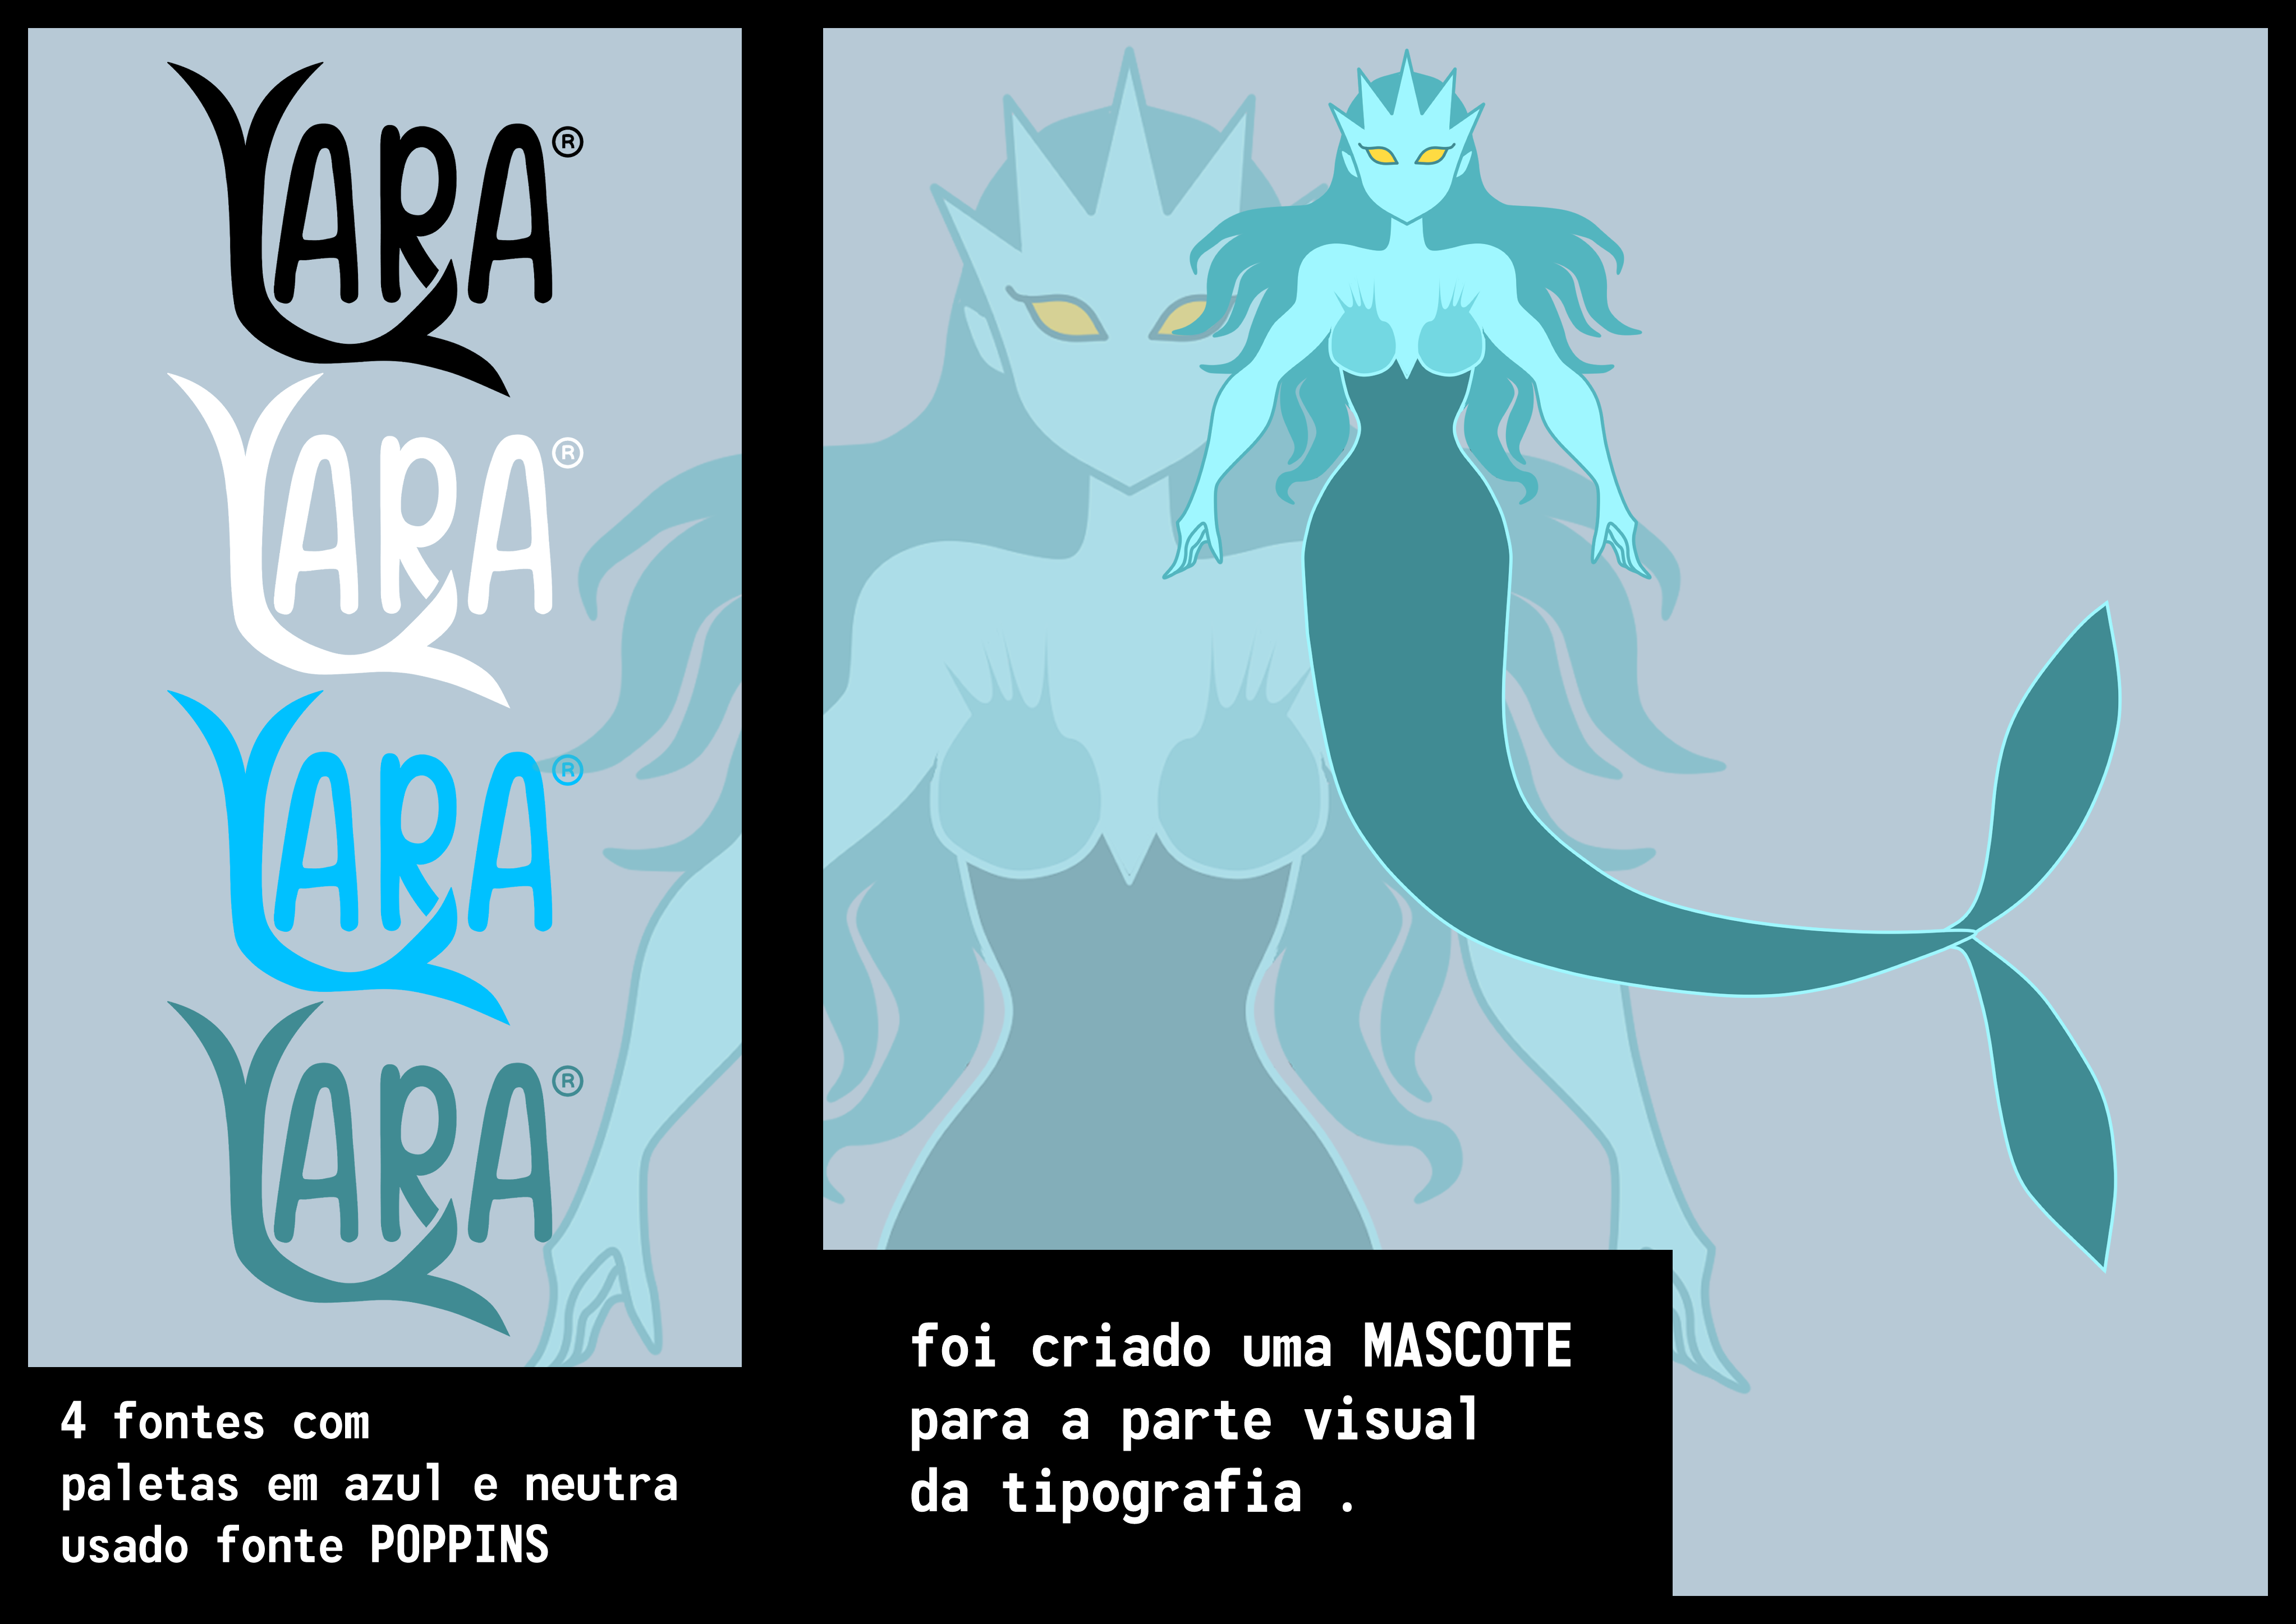 YARA®
YARA®
YARA®
YARA®
4 fontes com
paletas em azul e neutra
usado fonte POPPINS
foi criado uma MASCOTE
para a parte visual
da tipografia .